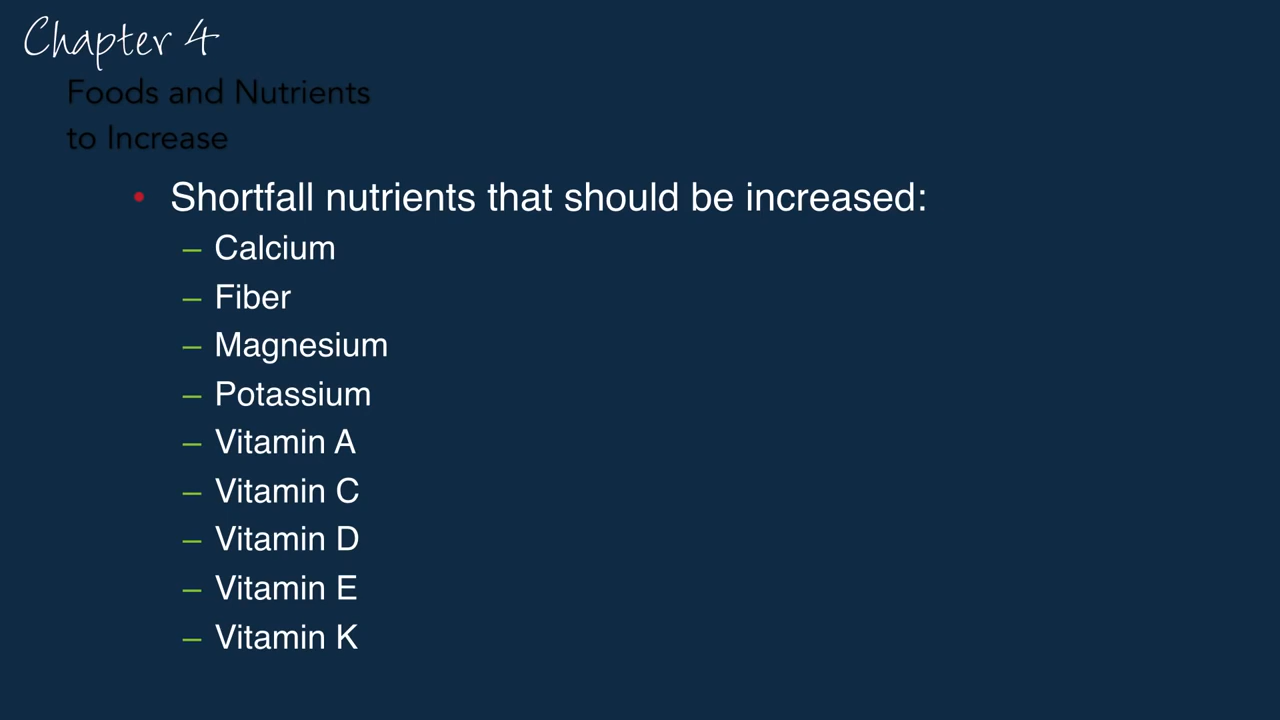 Chapter 4
Foods and Nutrients
to Increase
• Shortfall nutrients that should be increased:
– Calcium
– Fiber
– Magnesium
– Potassium
– Vitamin A
– Vitamin C
– Vitamin D
– Vitamin E
– Vitamin K